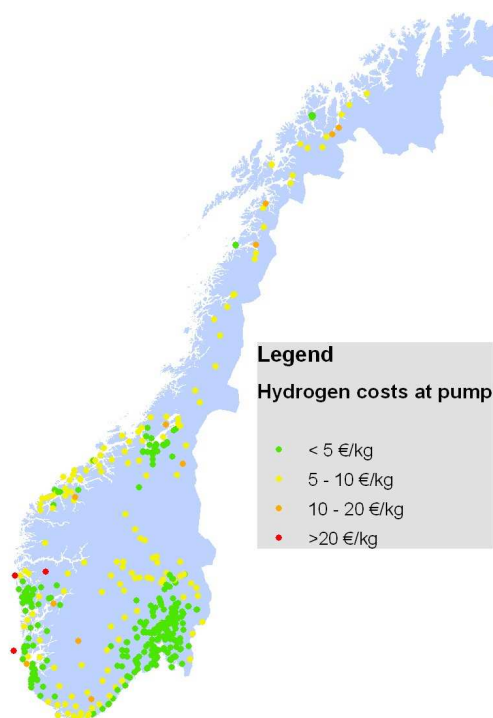 Legend
Hydrogen costs at pump
< 5 €/kg
5 - 10 €/kg
10 - 20 €/kg
>20 €/kg